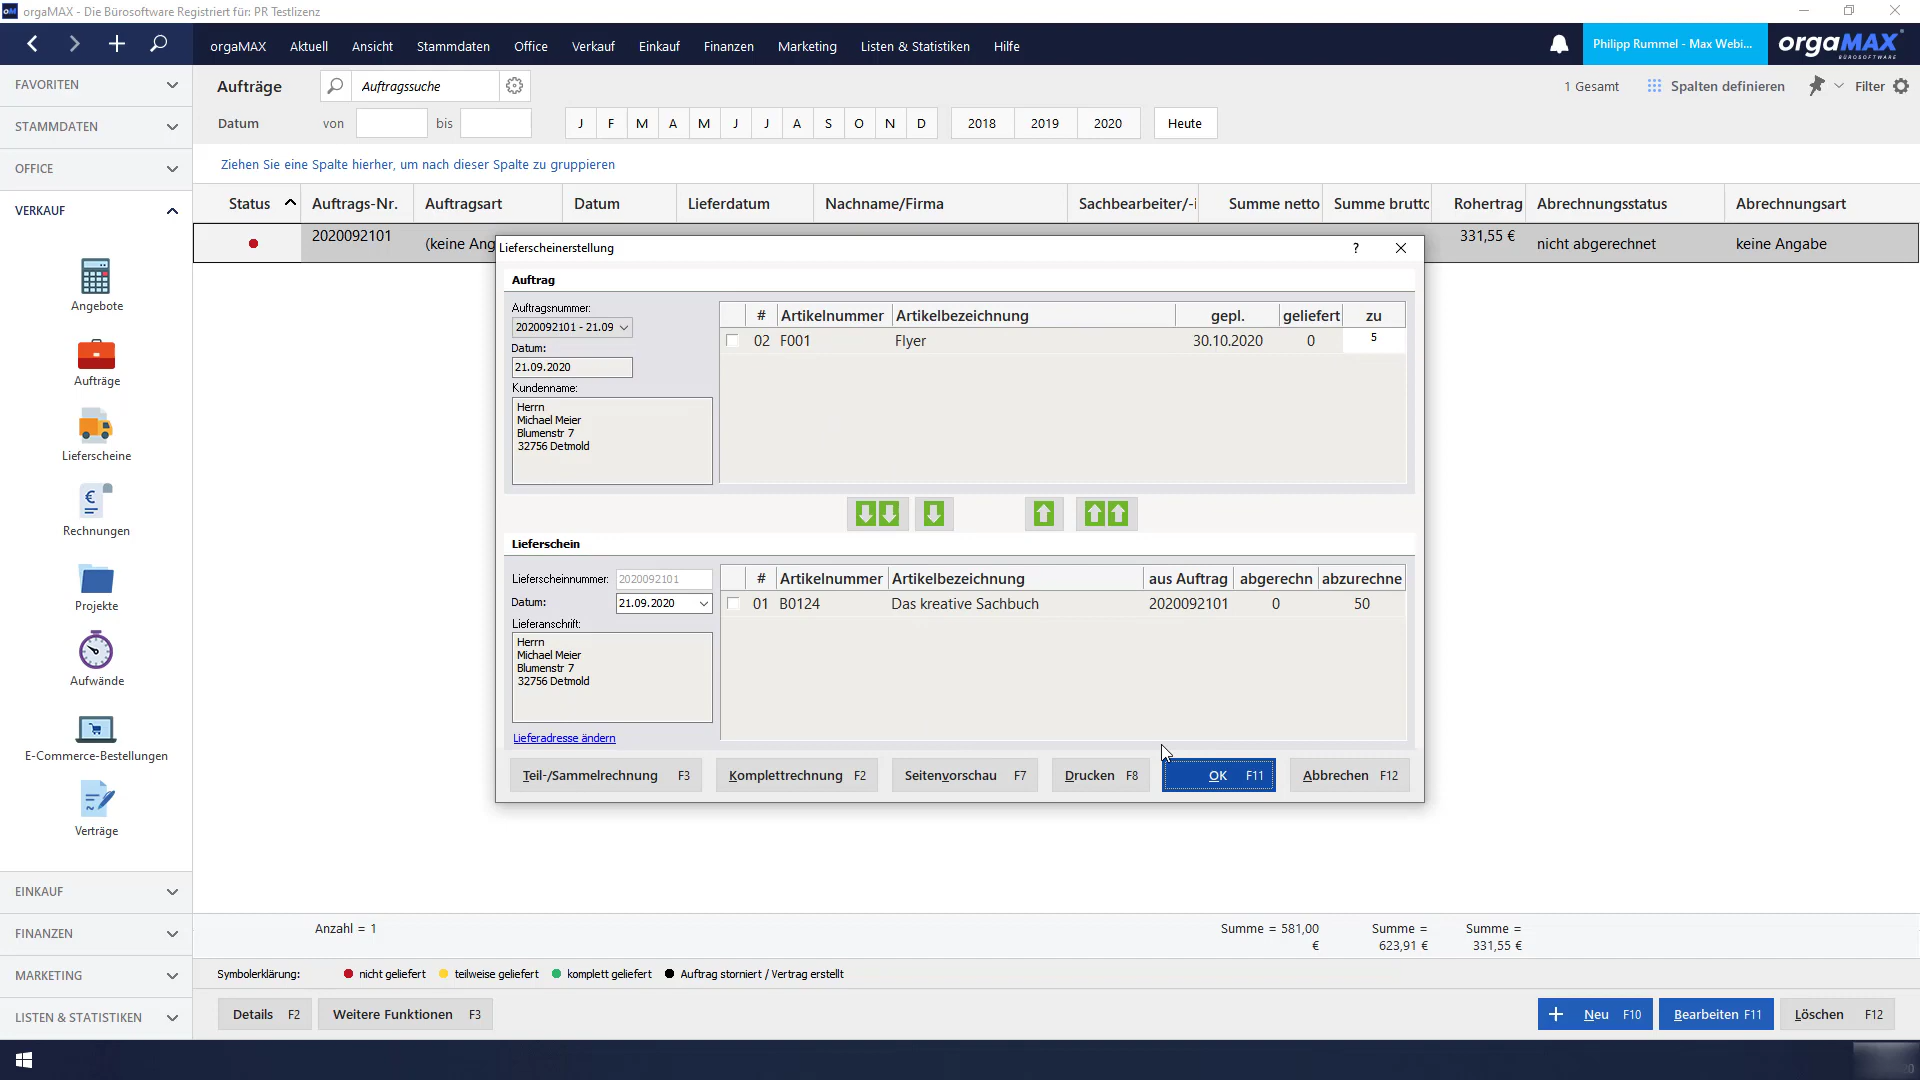 orgaMAX - Die Bürosoftware Registriert für: PR Testlizenz
orgaMAX Aktuell Ansicht Stammdaten Office Verkauf Einkauf Finanzen Marketing Listen & Statistiken Hilfe
Philipp Rummel - Max Webi...
orgaMAX
BÜROSOFTWARE
FAVORITEN
STAMMDATEN
OFFICE
VERKAUF
Angebote
Aufträge
Lieferscheine
Rechnungen
Projekte
Aufwände
E-Commerce-Bestellungen
Verträge
EINKAUF
FINANZEN
MARKETING
LISTEN & STATISTIKEN
Aufträge Auftragssuche 1 Gesamt Spalten definieren Filter
Datum von bis J F M A M J J A S O N D 2018 2019 2020 Heute
Ziehen Sie eine Spalte hierher, um nach dieser Spalte zu gruppieren
Status Auftrags-Nr. Auftragsart Datum Lieferdatum Nachname/Firma Sachbearbeiter/-i Summe netto Summe brutto Rohertrag Abrechnungsstatus Abrechnungsart
2020092101 (keine Ang 331,55 € nicht abgerechnet keine Angabe
Lieferscheinerstellung ?
Auftrag
Auftragsnummer:
2020092101 - 21.09
Datum:
21.09.2020
Kundenname:
Herrn
Michael Meier
Blumenstr 7
32756 Detmold
# Artikelnummer Artikelbezeichnung gepl. geliefert zu
02 F001 Flyer 30.10.2020 0 5
Lieferschein
Lieferscheinnummer: 2020092101
Datum: 21.09.2020
Lieferanschrift:
Herrn
Michael Meier
Blumenstr 7
32756 Detmold
Lieferadresse ändern
# Artikelnummer Artikelbezeichnung aus Auftrag abgerechn abzurechne
01 B0124 Das kreative Sachbuch 2020092101 0 50
Teil-/Sammelrechnung F3 Komplettrechnung F2 Seitenvorschau F7 Drucken F8 OK F11 Abbrechen F12
Anzahl = 1 Summe = 581,00 € Summe = 623,91 € Summe = 331,55 €
Symbolerklärung: nicht geliefert teilweise geliefert komplett geliefert Auftrag storniert / Vertrag erstellt
Details F2 Weitere Funktionen F3 Neu F10 Bearbeiten F11 Löschen F12